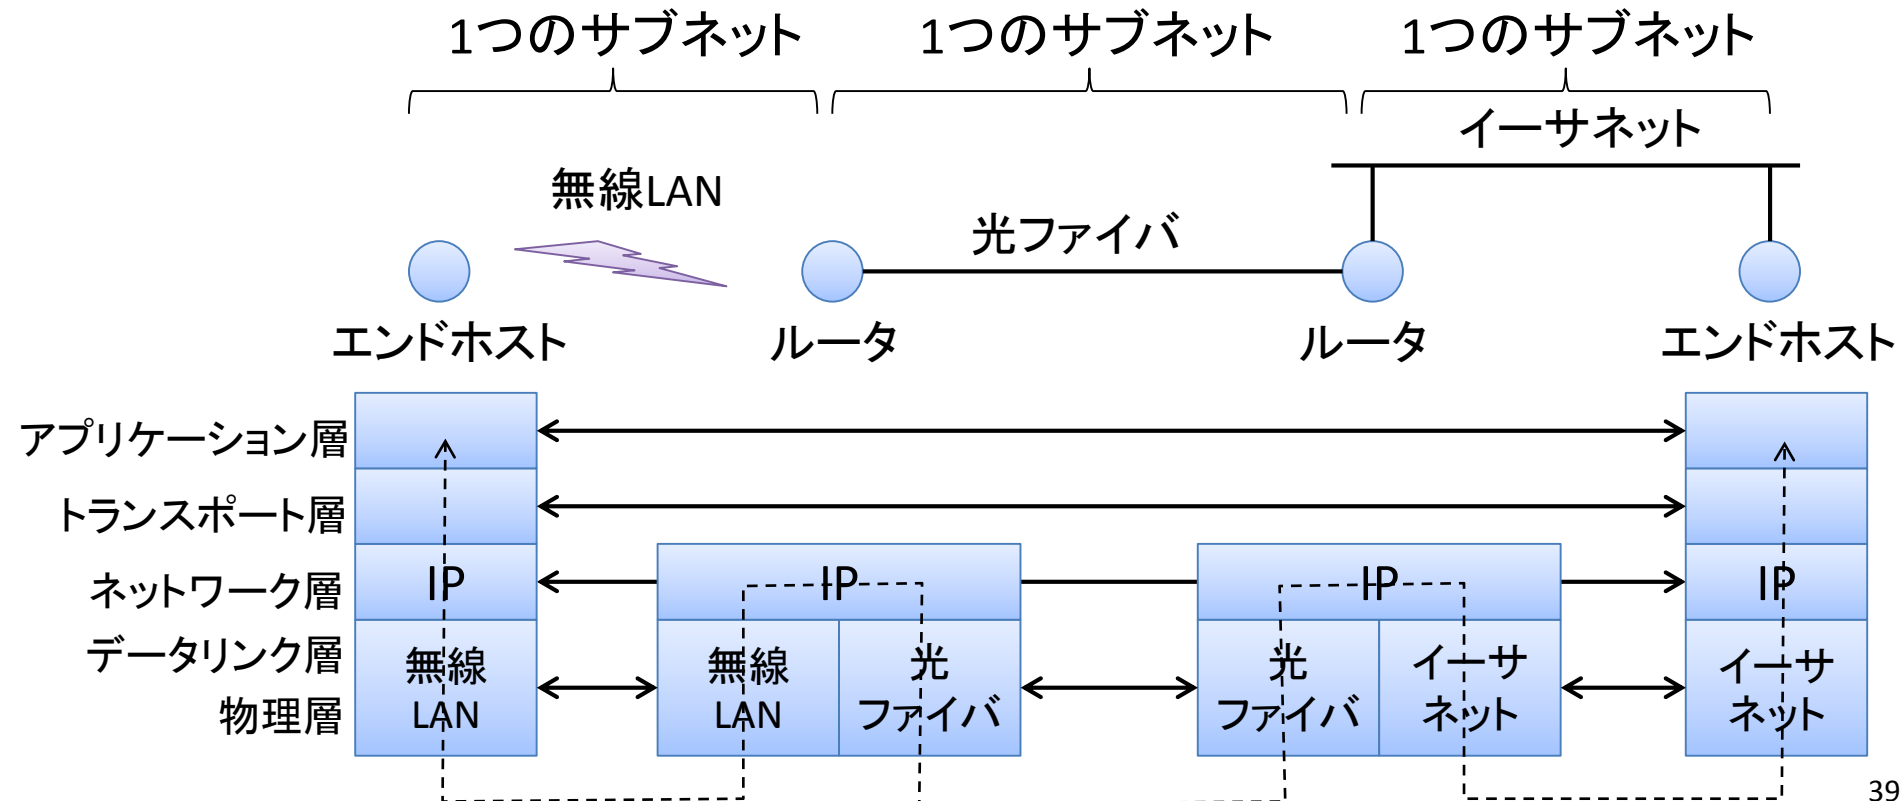 1つのサブネット
1つのサブネット
1つのサブネット
イーサネット
無線LAN
光ファイバ
エンドホスト
ルータ
ルータ
エンドホスト
アプリケーション層
トランスポート層
ネットワーク層
IP
IP
IP
IP
データリンク層
物理層
無線
LAN
無線
LAN
光
ファイバ
光
ファイバ
イーサ
ネット
イーサ
ネット
39